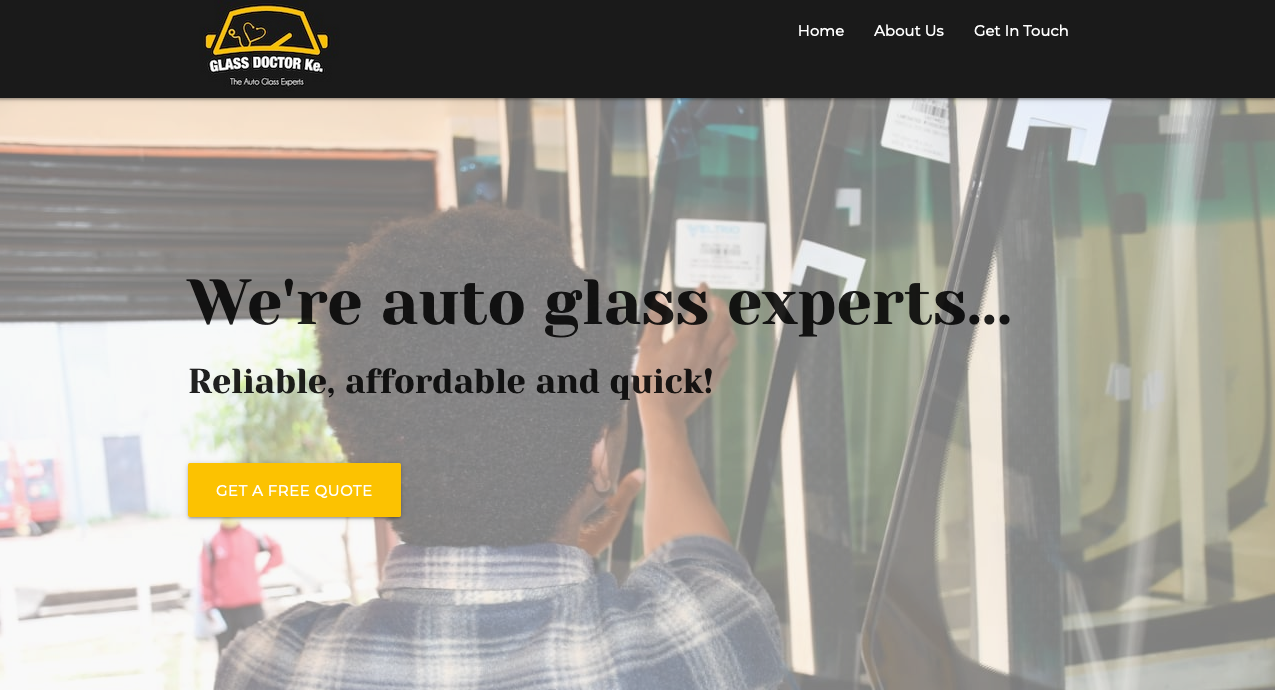 GLASS DOCTOR Ke.
The Auto Glass Experts
Home
About Us
Get In Touch
We're auto glass experts...
Reliable, affordable and quick!
GET A FREE QUOTE